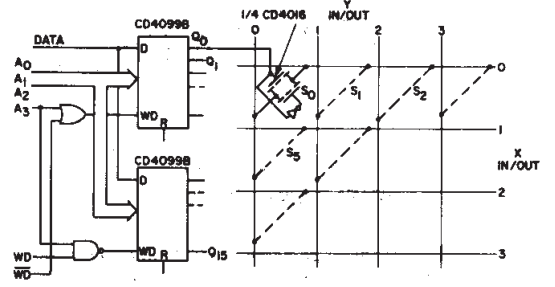 CD4099B
1/4 CD4016
Y
IN/OUT
DATA
D
Q0
0
1
2
3
A0
A1
A2
A3
Q1
S0
S1
S2
0
WD
R
1
CD4099B
S5
X
IN/OUT
D
2
WD
WD
R
Q15
3
WD